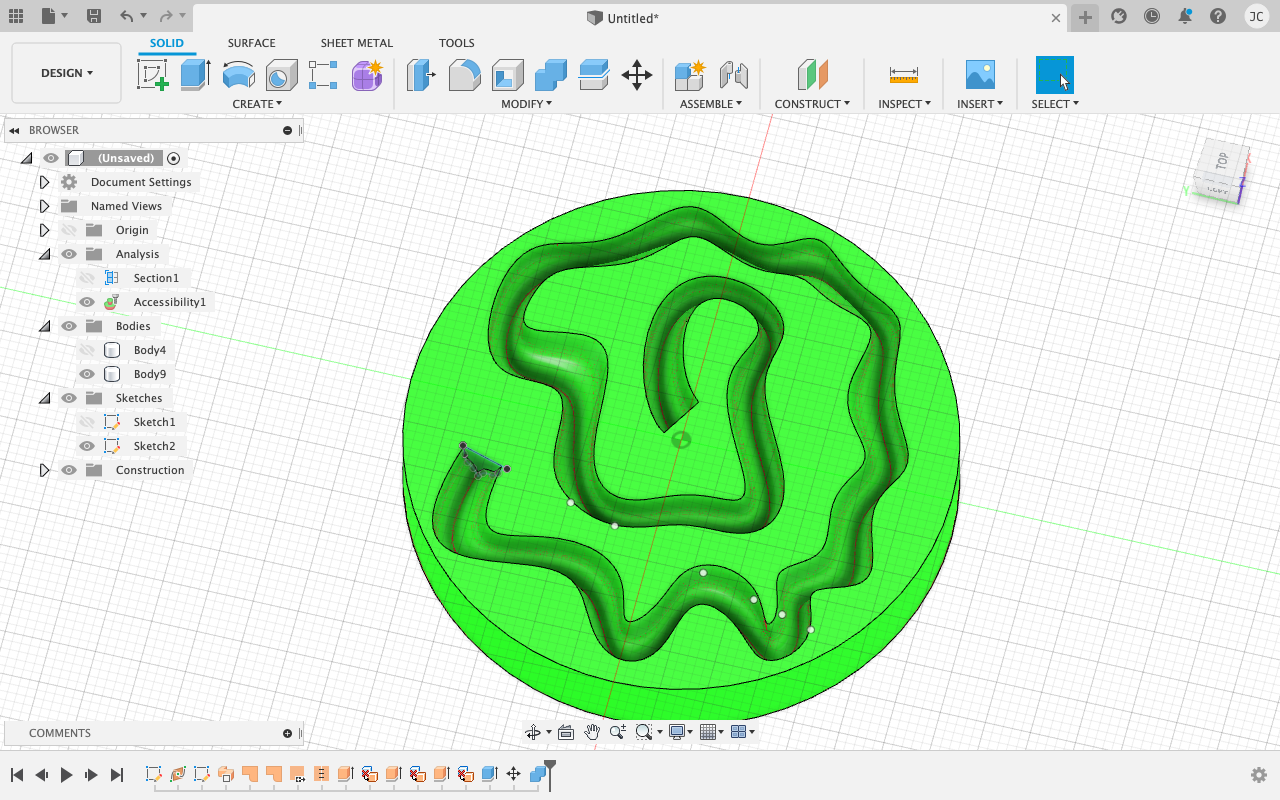 Untitled*
JC
DESIGN
SOLID
SURFACE
SHEET METAL
TOOLS
CREATE
MODIFY
ASSEMBLE
CONSTRUCT
INSPECT
INSERT
SELECT
BROWSER
(Unsaved)
Document Settings
Named Views
Origin
Analysis
Section1
Accessibility1
Bodies
Body4
Body9
Sketches
Sketch1
Sketch2
Construction
TOP
LEFT
X
Y
Z
COMMENTS